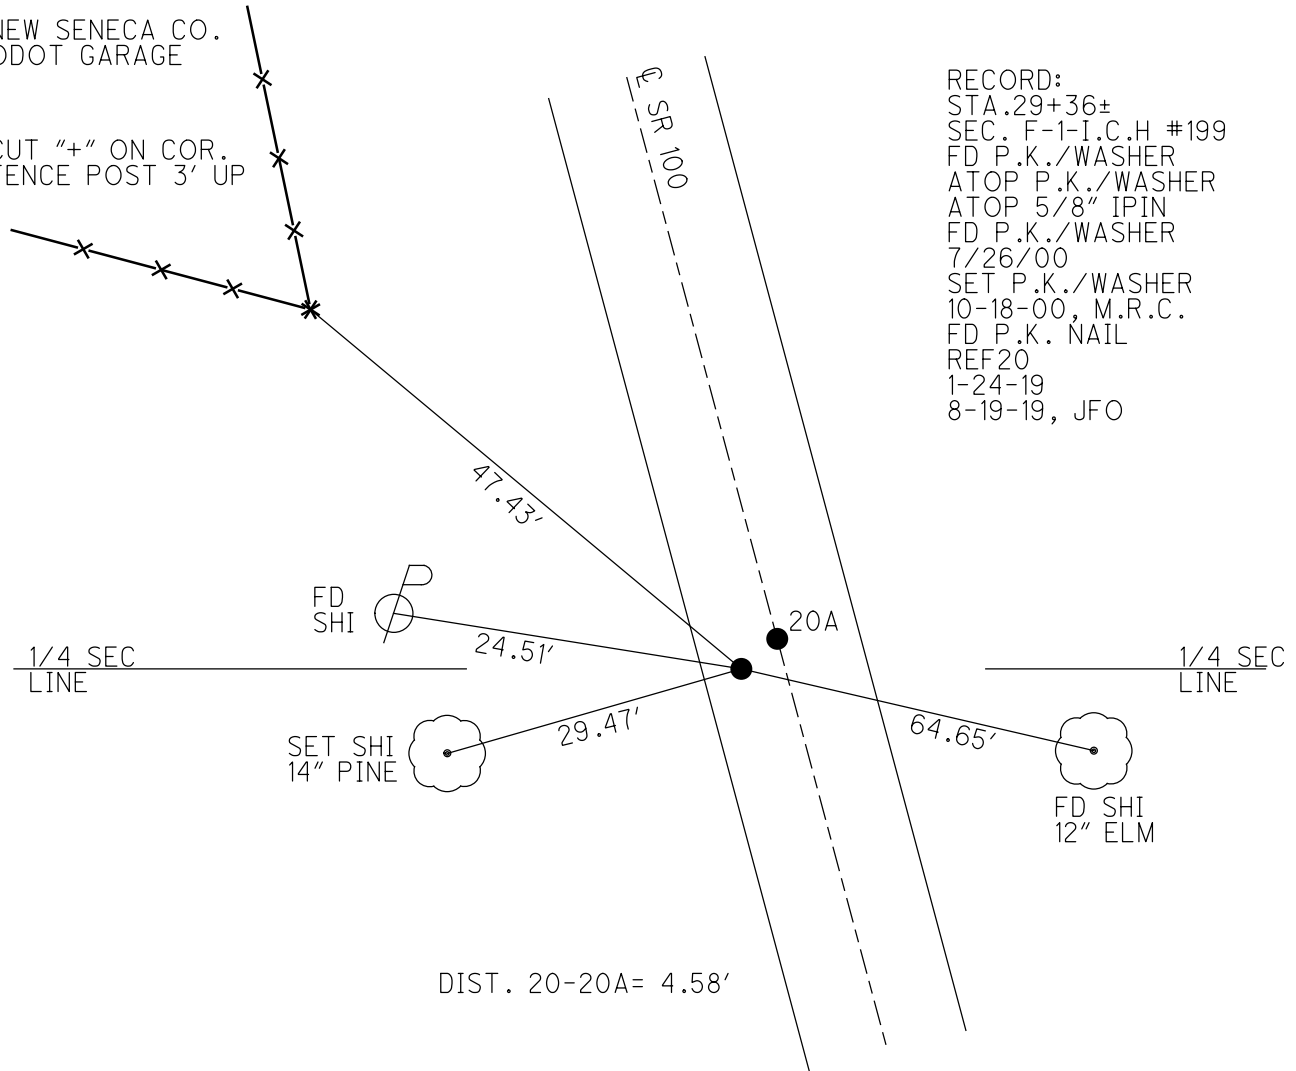 NEW SENECA CO.
ODOT GARAGE
CUT "+" ON COR.
FENCE POST 3' UP
℄ SR 100
RECORD:
STA.29+36±
SEC. F-1-I.C.H #199
FD P.K./WASHER
ATOP P.K./WASHER
ATOP 5/8" IPIN
FD P.K./WASHER
7/26/00
SET P.K./WASHER
10-18-00, M.R.C.
FD P.K. NAIL
REF20
1-24-19
8-19-19, JFO
47.43'
FD
SHI
24.51'
20A
1/4 SEC
LINE
1/4 SEC
LINE
29.47'
64.65'
SET SHI
14" PINE
FD SHI
12" ELM
DIST. 20-20A= 4.58'